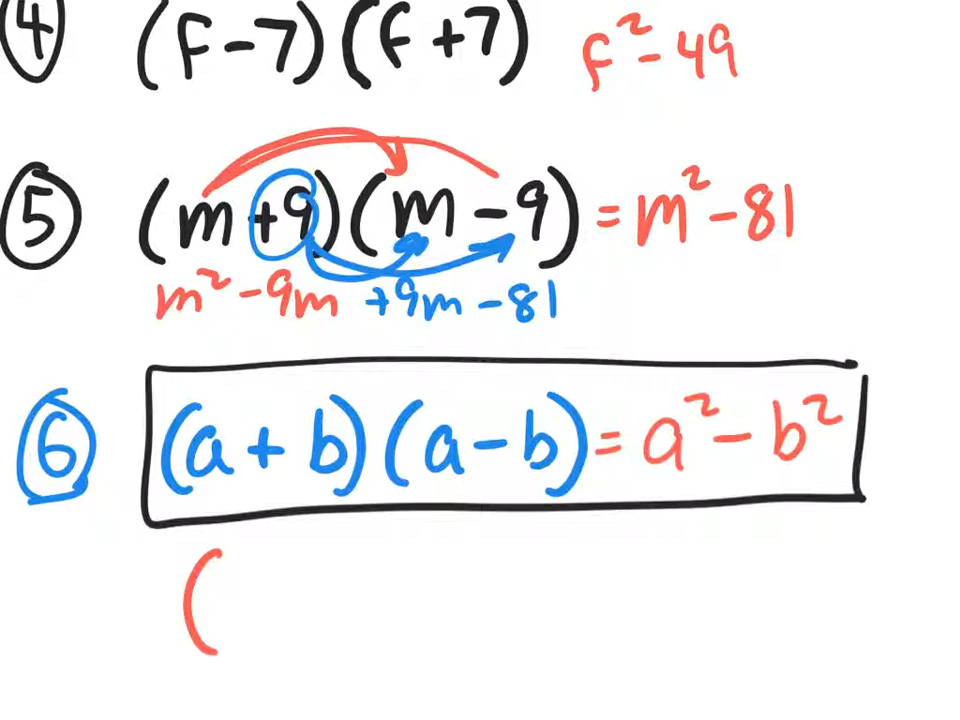 ④ (f-7)(f+7) f²-49
⑤ (m+9)(m-9) = m²-81
m²-9m +9m-81
⑥ (a+b)(a-b) = a²-b²
(